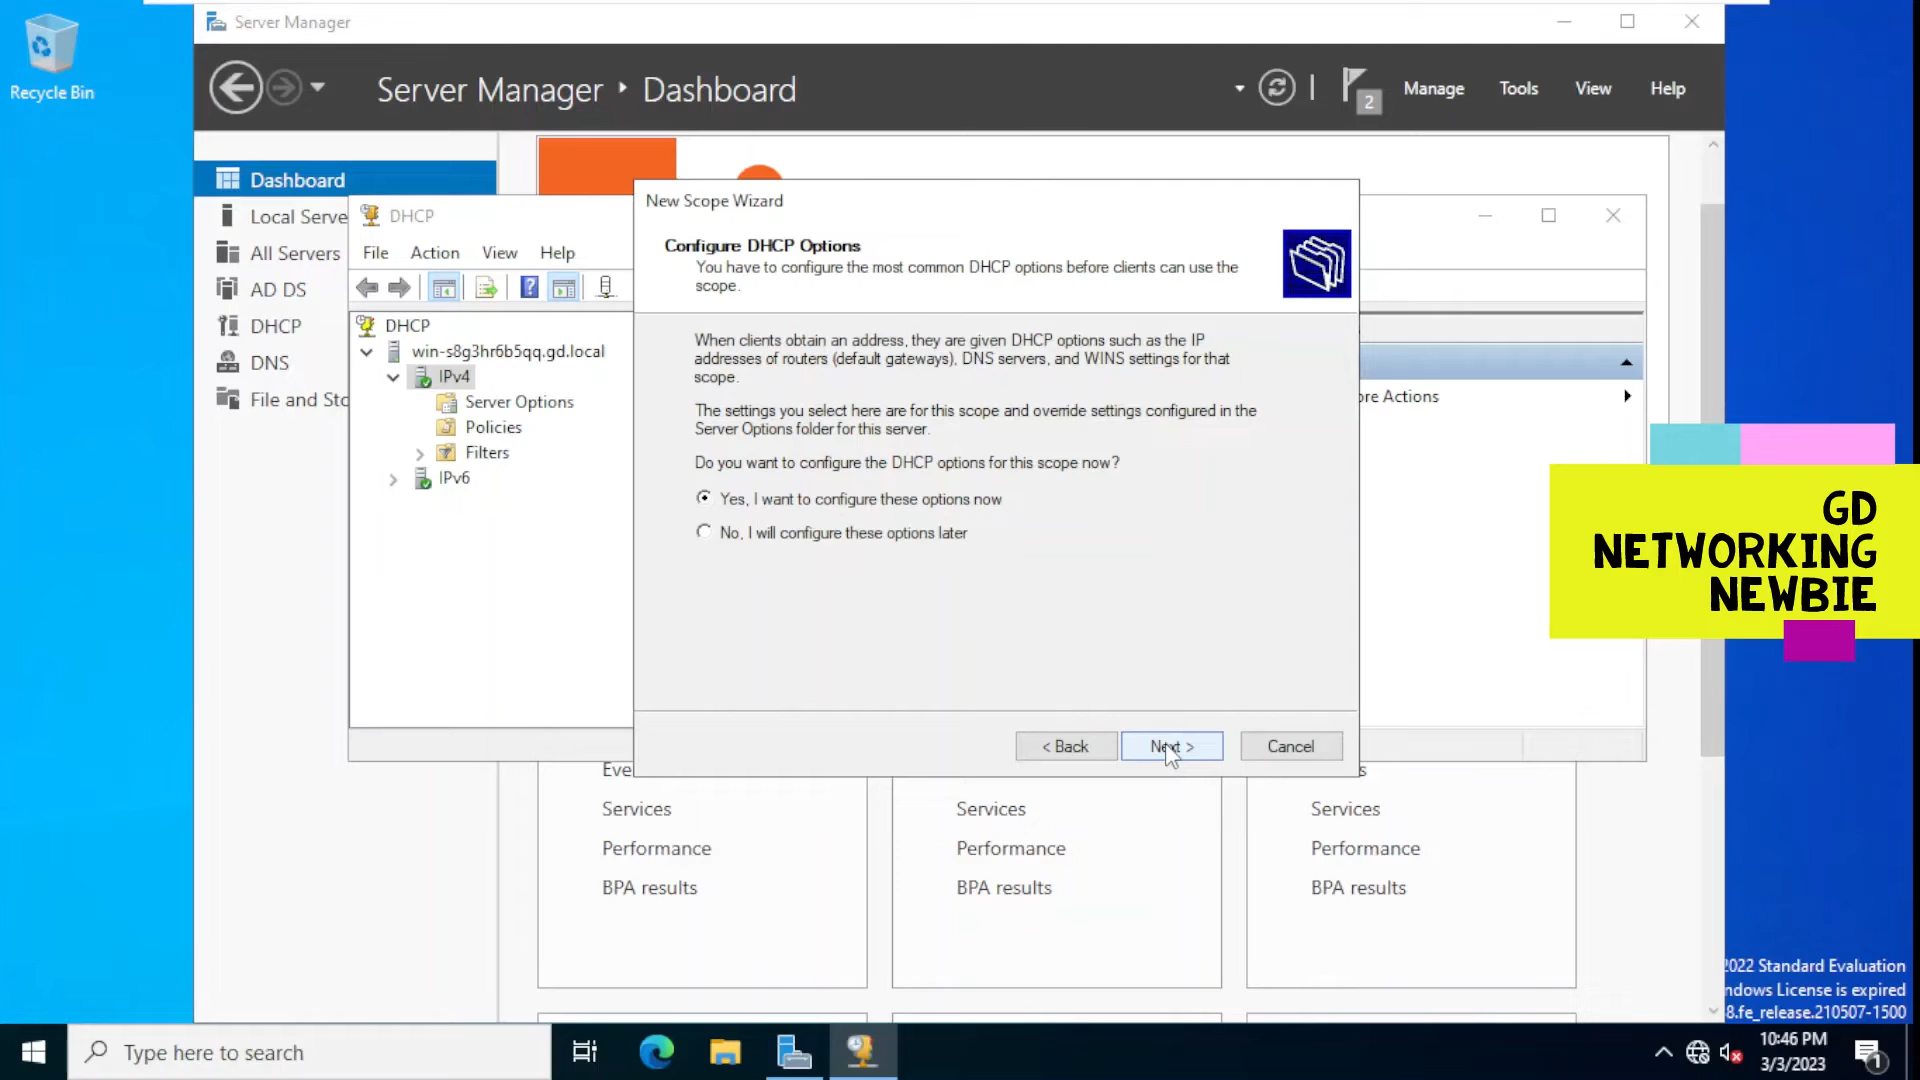 Recycle Bin
Server Manager
Server Manager
Dashboard
2
Manage
Tools
View
Help
Dashboard
Local Serve
All Servers
AD DS
DHCP
DNS
File and Sto
DHCP
File
Action
View
Help
DHCP
win-s8g3hr6b5qq.gd.local
IPv4
Server Options
Policies
Filters
IPv6
New Scope Wizard
Configure DHCP Options
You have to configure the most common DHCP options before clients can use the
scope.
When clients obtain an address, they are given DHCP options such as the IP
addresses of routers (default gateways), DNS servers, and WINS settings for that
scope.
The settings you select here are for this scope and override settings configured in the
Server Options folder for this server.
Do you want to configure the DHCP options for this scope now?
Yes, I want to configure these options now
No, I will configure these options later
< Back
Next >
Cancel
ore Actions
GD
NETWORKING
NEWBIE
Eve
s
Services
Performance
BPA results
Services
Performance
BPA results
Services
Performance
BPA results
2022 Standard Evaluation
ndows License is expired
8.fe_release.210507-1500
Type here to search
10:46 PM
3/3/2023
1